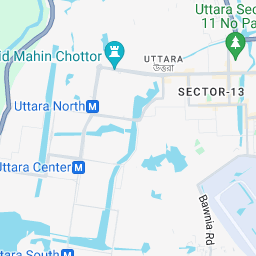 Uttara Sect
11 No Pa
id Mahin Chottor
UTTARA
উত্তরা
SECTOR-13
Uttara North
M
Uttara Center
M
Bawnia Rd
Uttara South
M